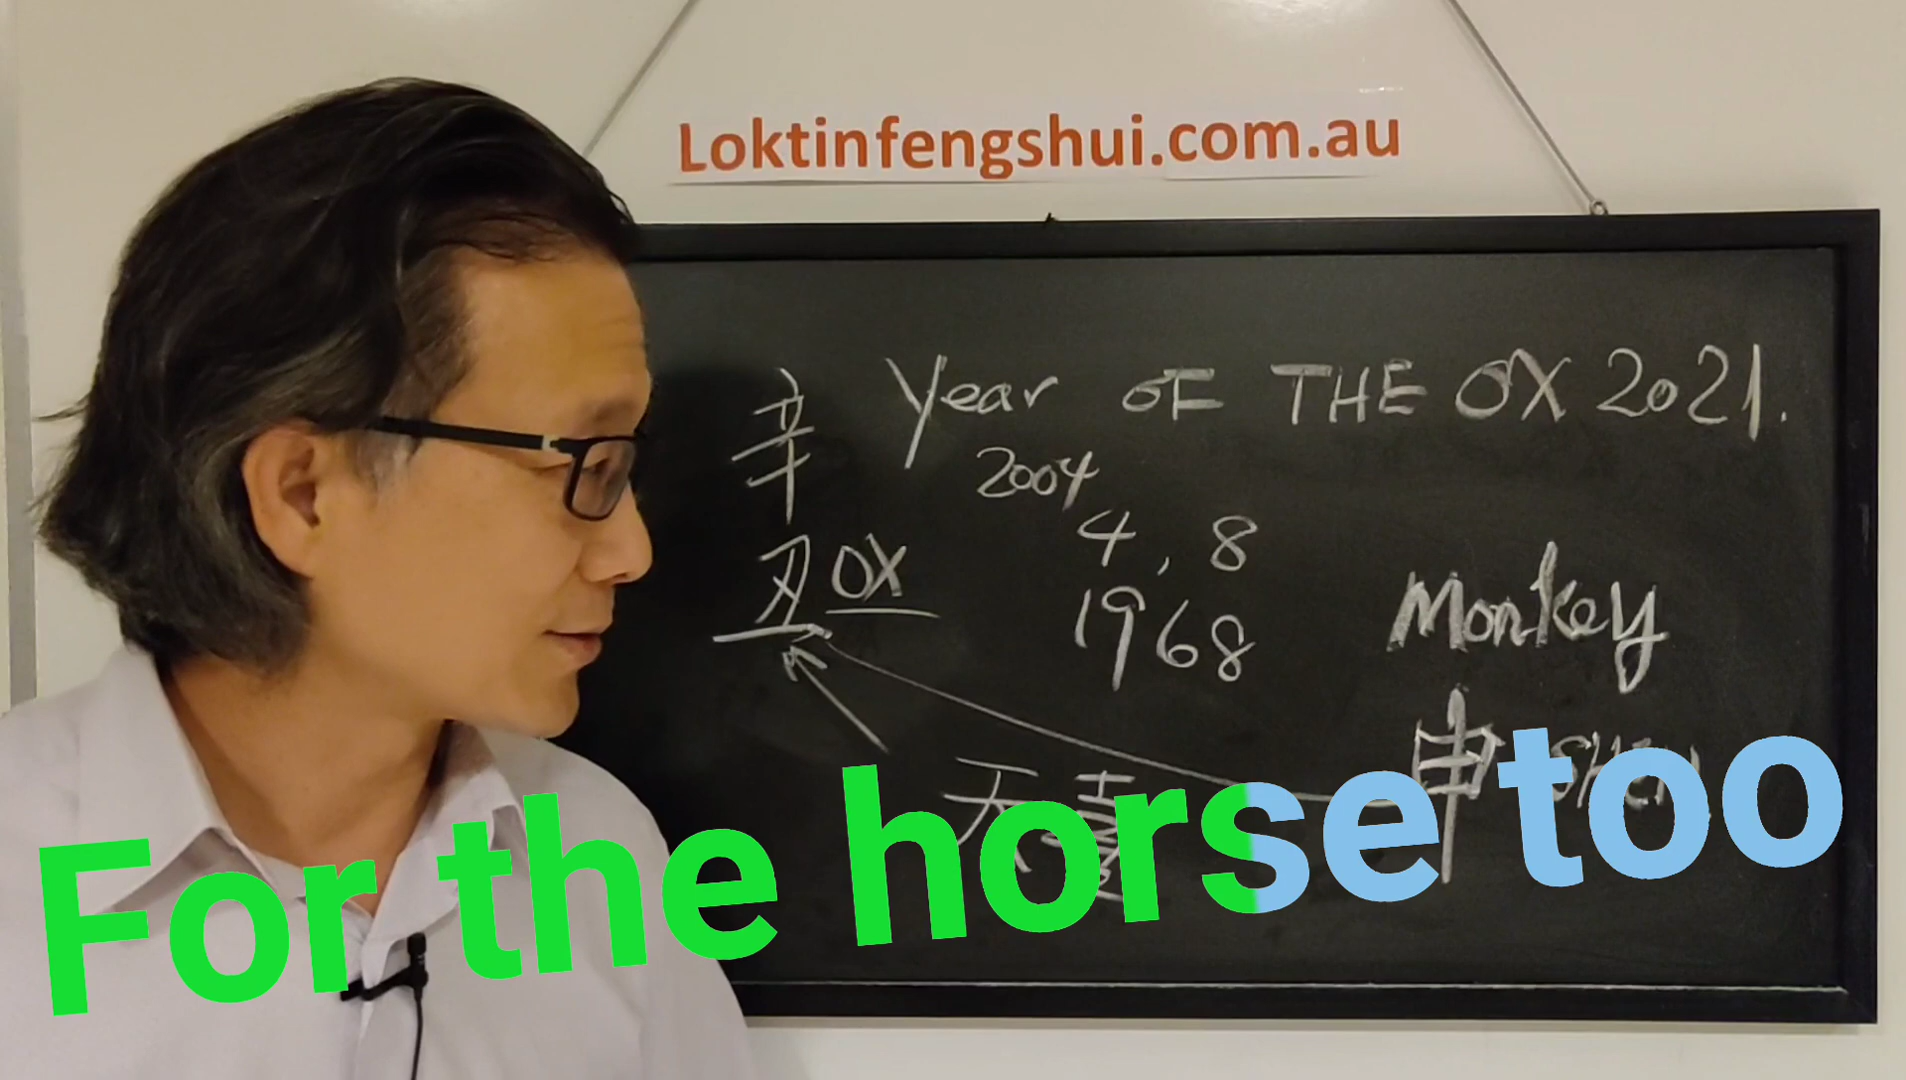 Loktinfengshui.com.au
辛 Year OF THE OX 2021.
2004
4, 8
丑 OX
1968
Monkey
申
天
For the horse too